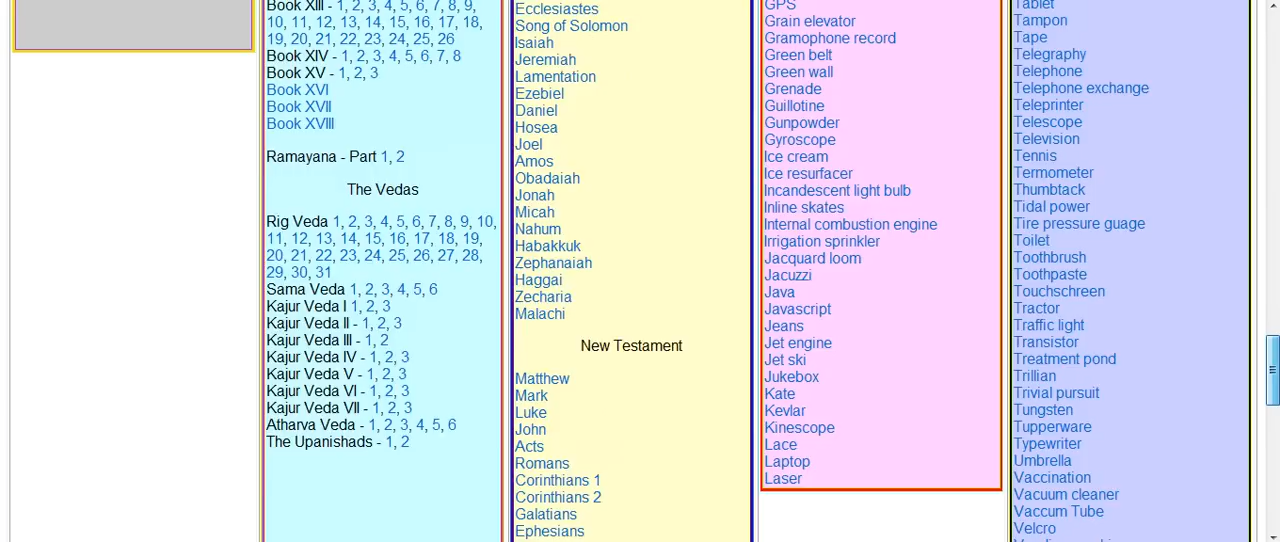 Book XIII - 1, 2, 3, 4, 5, 6, 7, 8, 9,
10, 11, 12, 13, 14, 15, 16, 17, 18,
19, 20, 21, 22, 23, 24, 25, 26
Book XIV - 1, 2, 3, 4, 5, 6, 7, 8
Book XV - 1, 2, 3
Book XVI
Book XVII
Book XVIII
Ramayana - Part 1, 2
The Vedas
Rig Veda 1, 2, 3, 4, 5, 6, 7, 8, 9, 10,
11, 12, 13, 14, 15, 16, 17, 18, 19,
20, 21, 22, 23, 24, 25, 26, 27, 28,
29, 30, 31
Sama Veda 1, 2, 3, 4, 5, 6
Kajur Veda I 1, 2, 3
Kajur Veda II - 1, 2, 3
Kajur Veda III - 1, 2
Kajur Veda IV - 1, 2, 3
Kajur Veda V - 1, 2, 3
Kajur Veda VI - 1, 2, 3
Kajur Veda VII - 1, 2, 3
Atharva Veda - 1, 2, 3, 4, 5, 6
The Upanishads - 1, 2
Ecclesiastes
Song of Solomon
Isaiah
Jeremiah
Lamentation
Ezebiel
Daniel
Hosea
Joel
Amos
Obadaiah
Jonah
Micah
Nahum
Habakkuk
Zephanaiah
Haggai
Zecharia
Malachi
New Testament
Matthew
Mark
Luke
John
Acts
Romans
Corinthians 1
Corinthians 2
Galatians
Ephesians
GPS
Grain elevator
Gramophone record
Green belt
Green wall
Grenade
Guillotine
Gunpowder
Gyroscope
Ice cream
Ice resurfacer
Incandescent light bulb
Inline skates
Internal combustion engine
Irrigation sprinkler
Jacquard loom
Jacuzzi
Java
Javascript
Jeans
Jet engine
Jet ski
Jukebox
Kate
Kevlar
Kinescope
Lace
Laptop
Laser
Tablet
Tampon
Tape
Telegraphy
Telephone
Telephone exchange
Teleprinter
Telescope
Television
Tennis
Termometer
Thumbtack
Tidal power
Tire pressure guage
Toilet
Toothbrush
Toothpaste
Touchscreen
Tractor
Traffic light
Transistor
Treatment pond
Trillian
Trivial pursuit
Tungsten
Tupperware
Typewriter
Umbrella
Vaccination
Vacuum cleaner
Vaccum Tube
Velcro